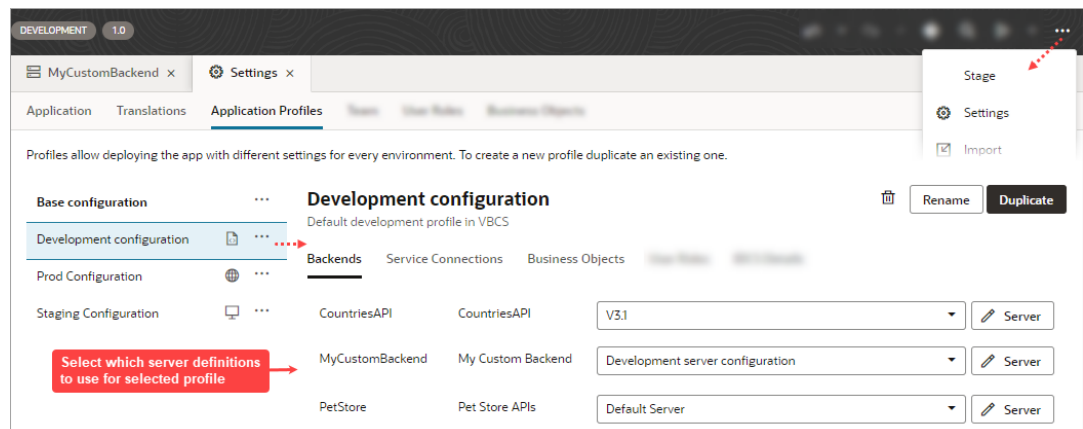 DEVELOPMENT 1.0
MyCustomBackend × Settings ×
Stage
Settings
Import
Application Translations Application Profiles
Profiles allow deploying the app with different settings for every environment. To create a new profile duplicate an existing one.
Base configuration
Development configuration
Prod Configuration
Staging Configuration
Select which server definitions
to use for selected profile
Development configuration
Default development profile in VBCS
Rename Duplicate
Backends Service Connections Business Objects
CountriesAPI CountriesAPI V3.1 Server
MyCustomBackend My Custom Backend Development server configuration Server
PetStore Pet Store APIs Default Server Server